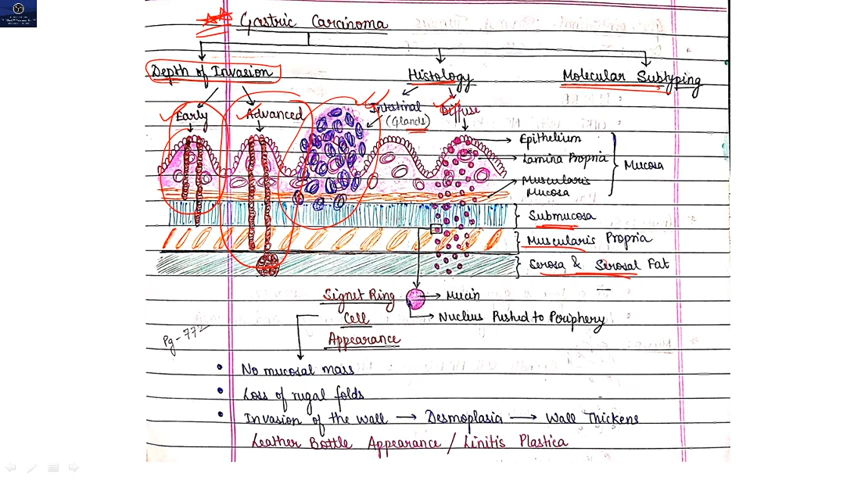 Gastric Carcinoma
Depth of Invasion
Histology
Molecular Subtyping
Early
Advanced
Intestinal
(Glands)
Diffuse
Epithelium
Lamina Propria
Muscularis
Mucosa
Mucosa
Submucosa
Muscularis Propria
Serosa & Serosal Fat
Signet Ring
Cell
Appearance
Mucin
Nucleus Pushed to Periphery
Pg-772
• No mucosal mass
• Loss of rugal folds
• Invasion of the wall → Desmoplasia → Wall Thickens
Leather Bottle Appearance / Linitis Plastica